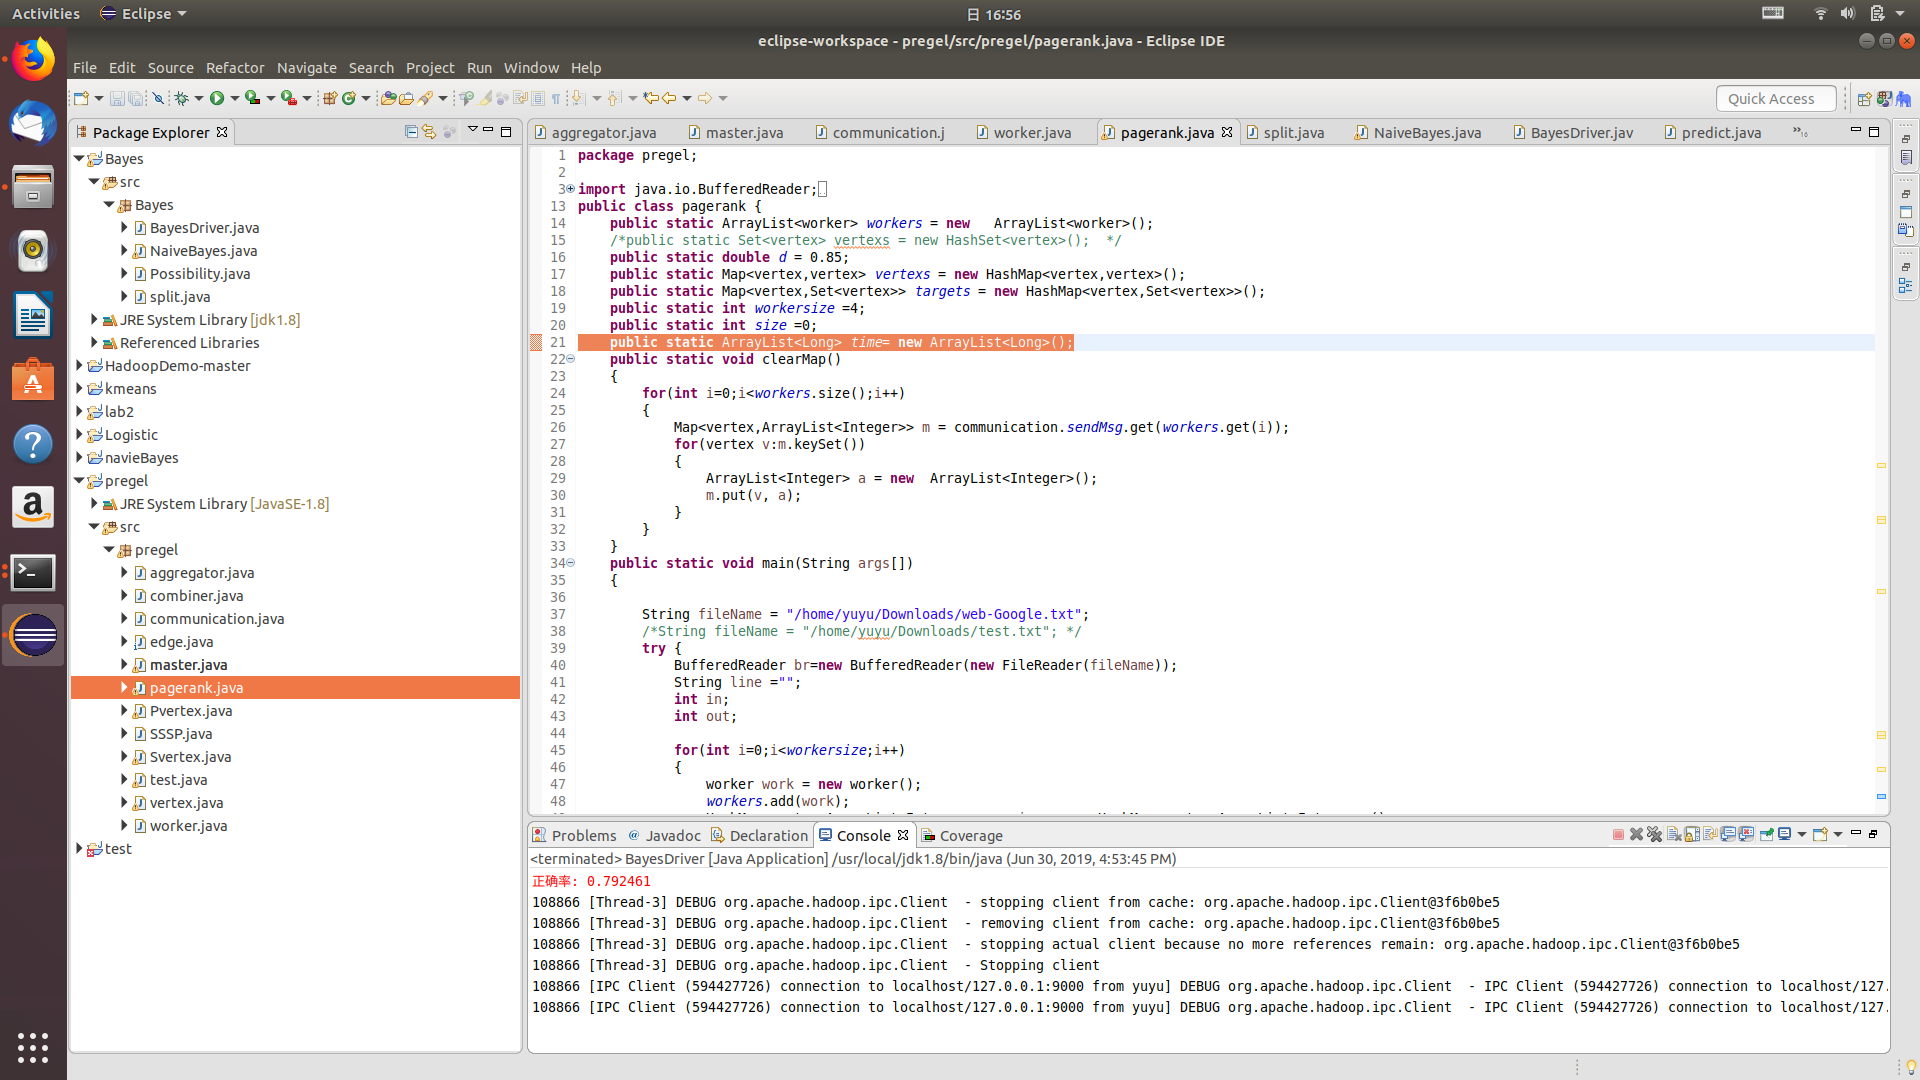 Activities
Eclipse
日 16:56
eclipse-workspace - pregel/src/pregel/pagerank.java - Eclipse IDE
File Edit Source Refactor Navigate Search Project Run Window Help
Quick Access
Package Explorer
Bayes
src
Bayes
BayesDriver.java
NaiveBayes.java
Possibility.java
split.java
JRE System Library [jdk1.8]
Referenced Libraries
HadoopDemo-master
kmeans
lab2
Logistic
navieBayes
pregel
JRE System Library [JavaSE-1.8]
src
pregel
aggregator.java
combiner.java
communication.java
edge.java
master.java
pagerank.java
Pvertex.java
SSSP.java
Svertex.java
test.java
vertex.java
worker.java
test
aggregator.java master.java communication.j worker.java pagerank.java split.java NaiveBayes.java BayesDriver.jav predict.java »16
1 package pregel;
2
3 import java.io.BufferedReader;
13 public class pagerank {
14 public static ArrayList<worker> workers = new   ArrayList<worker>();
15 /*public static Set<vertex> vertexs = new HashSet<vertex>();  */
16 public static double d = 0.85;
17 public static Map<vertex,vertex> vertexs = new HashMap<vertex,vertex>();
18 public static Map<vertex,Set<vertex>> targets = new HashMap<vertex,Set<vertex>>();
19 public static int workersize =4;
20 public static int size =0;
21 public static ArrayList<Long> time= new ArrayList<Long>();
22 public static void clearMap()
23 {
24 for(int i=0;i<workers.size();i++)
25 {
26 Map<vertex,ArrayList<Integer>> m = communication.sendMsg.get(workers.get(i));
27 for(vertex v:m.keySet())
28 {
29 ArrayList<Integer> a = new  ArrayList<Integer>();
30 m.put(v, a);
31 }
32 }
33 }
34 public static void main(String args[])
35 {
36
37 String fileName = "/home/yuyu/Downloads/web-Google.txt";
38 /*String fileName = "/home/yuyu/Downloads/test.txt"; */
39 try {
40 BufferedReader br=new BufferedReader(new FileReader(fileName));
41 String line ="";
42 int in;
43 int out;
44
45 for(int i=0;i<workersize;i++)
46 {
47 worker work = new worker();
48 workers.add(work);
Problems Javadoc Declaration Console Coverage
<terminated> BayesDriver [Java Application] /usr/local/jdk1.8/bin/java (Jun 30, 2019, 4:53:45 PM)
正确率: 0.792461
108866 [Thread-3] DEBUG org.apache.hadoop.ipc.Client  - stopping client from cache: org.apache.hadoop.ipc.Client@3f6b0be5
108866 [Thread-3] DEBUG org.apache.hadoop.ipc.Client  - removing client from cache: org.apache.hadoop.ipc.Client@3f6b0be5
108866 [Thread-3] DEBUG org.apache.hadoop.ipc.Client  - stopping actual client because no more references remain: org.apache.hadoop.ipc.Client@3f6b0be5
108866 [Thread-3] DEBUG org.apache.hadoop.ipc.Client  - Stopping client
108866 [IPC Client (594427726) connection to localhost/127.0.0.1:9000 from yuyu] DEBUG org.apache.hadoop.ipc.Client  - IPC Client (594427726) connection to localhost/127.
108866 [IPC Client (594427726) connection to localhost/127.0.0.1:9000 from yuyu] DEBUG org.apache.hadoop.ipc.Client  - IPC Client (594427726) connection to localhost/127.